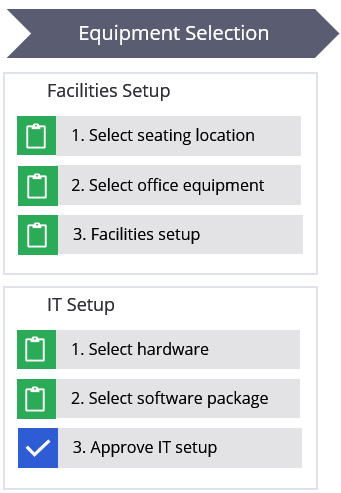 Equipment Selection
Facilities Setup
1. Select seating location
2. Select office equipment
3. Facilities setup
IT Setup
1. Select hardware
2. Select software package
3. Approve IT setup